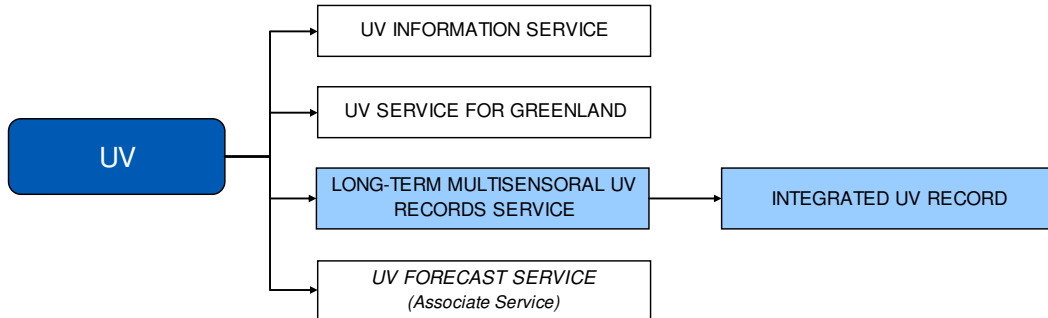 UV
UV INFORMATION SERVICE
UV SERVICE FOR GREENLAND
LONG-TERM MULTISENSORAL UV
RECORDS SERVICE
INTEGRATED UV RECORD
UV FORECAST SERVICE
(Associate Service)